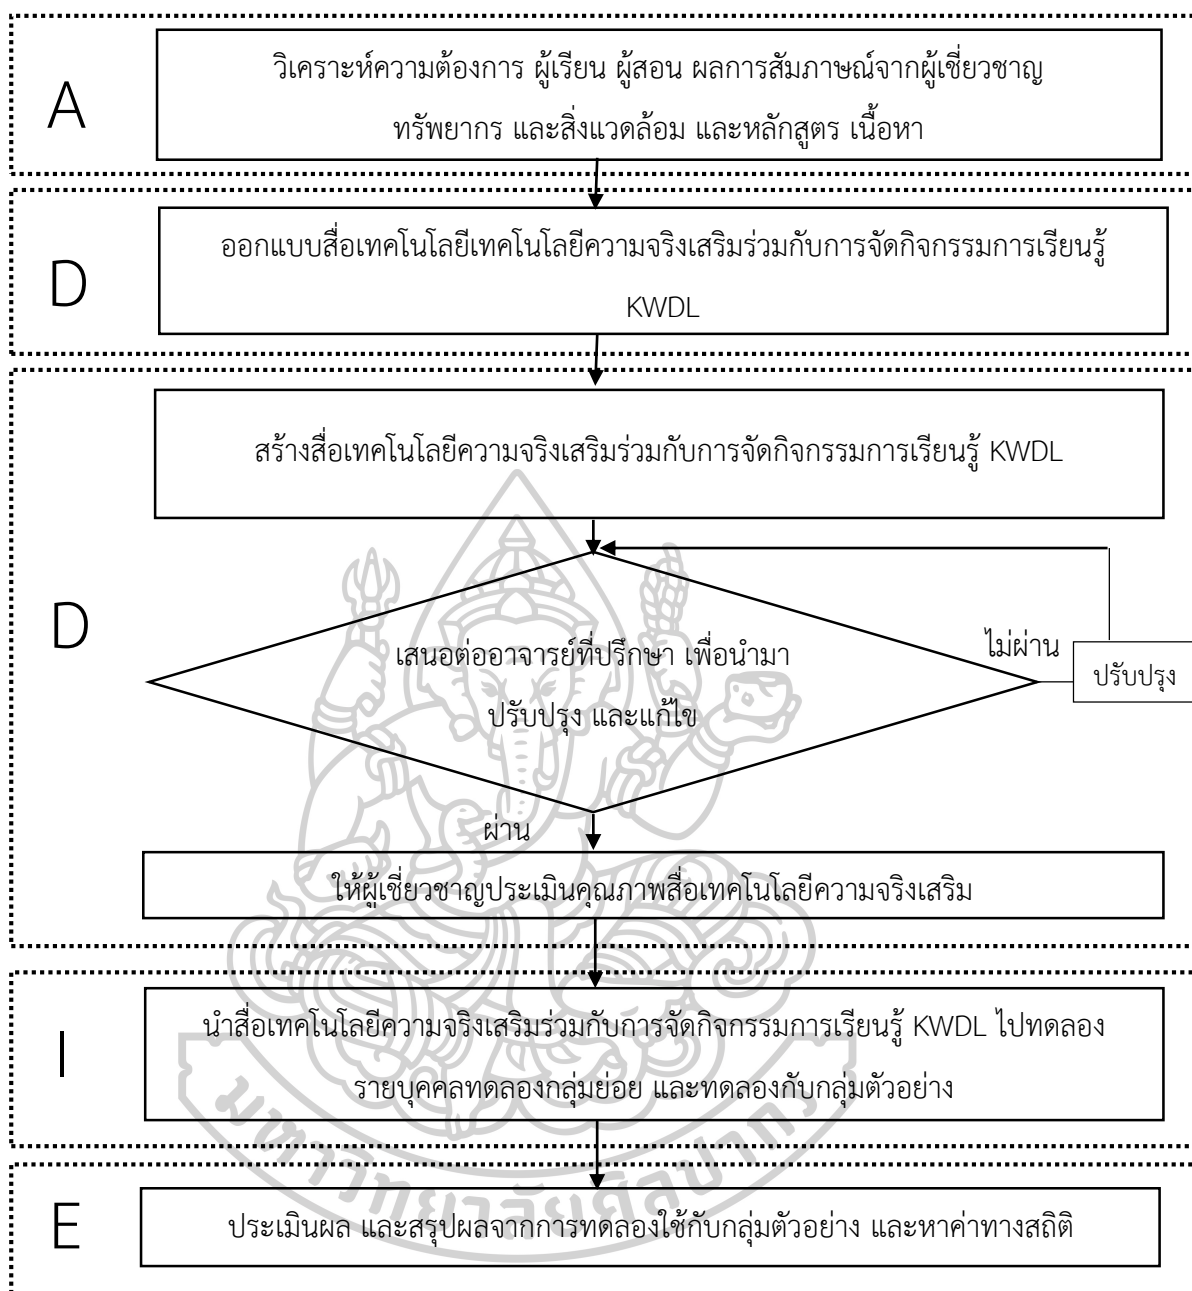 A
วิเคราะห์ความต้องการ ผู้เรียน ผู้สอน ผลการสัมภาษณ์จากผู้เชี่ยวชาญ
ทรัพยากร และสิ่งแวดล้อม และหลักสูตร เนื้อหา
D
ออกแบบสื่อเทคโนโลยีเทคโนโลยีความจริงเสริมร่วมกับการจัดกิจกรรมการเรียนรู้
KWDL
D
สร้างสื่อเทคโนโลยีความจริงเสริมร่วมกับการจัดกิจกรรมการเรียนรู้ KWDL
เสนอต่ออาจารย์ที่ปรึกษา เพื่อนำมา
ปรับปรุง และแก้ไข
ไม่ผ่าน
ปรับปรุง
ผ่าน
ให้ผู้เชี่ยวชาญประเมินคุณภาพสื่อเทคโนโลยีความจริงเสริม
I
นำสื่อเทคโนโลยีความจริงเสริมร่วมกับการจัดกิจกรรมการเรียนรู้ KWDL ไปทดลอง
รายบุคคลทดลองกลุ่มย่อย และทดลองกับกลุ่มตัวอย่าง
มหาวิทยาลัยศิลปากร
E
ประเมินผล และสรุปผลจากการทดลองใช้กับกลุ่มตัวอย่าง และหาค่าทางสถิติ